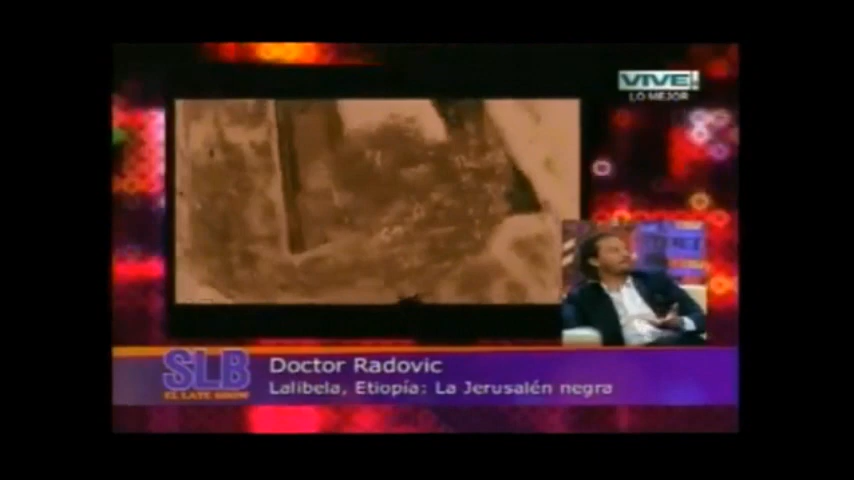 VIVE!
LO MEJOR
SLB
EL LATE SHOW
Doctor Radovic
Lalibela, Etiopía: La Jerusalén negra